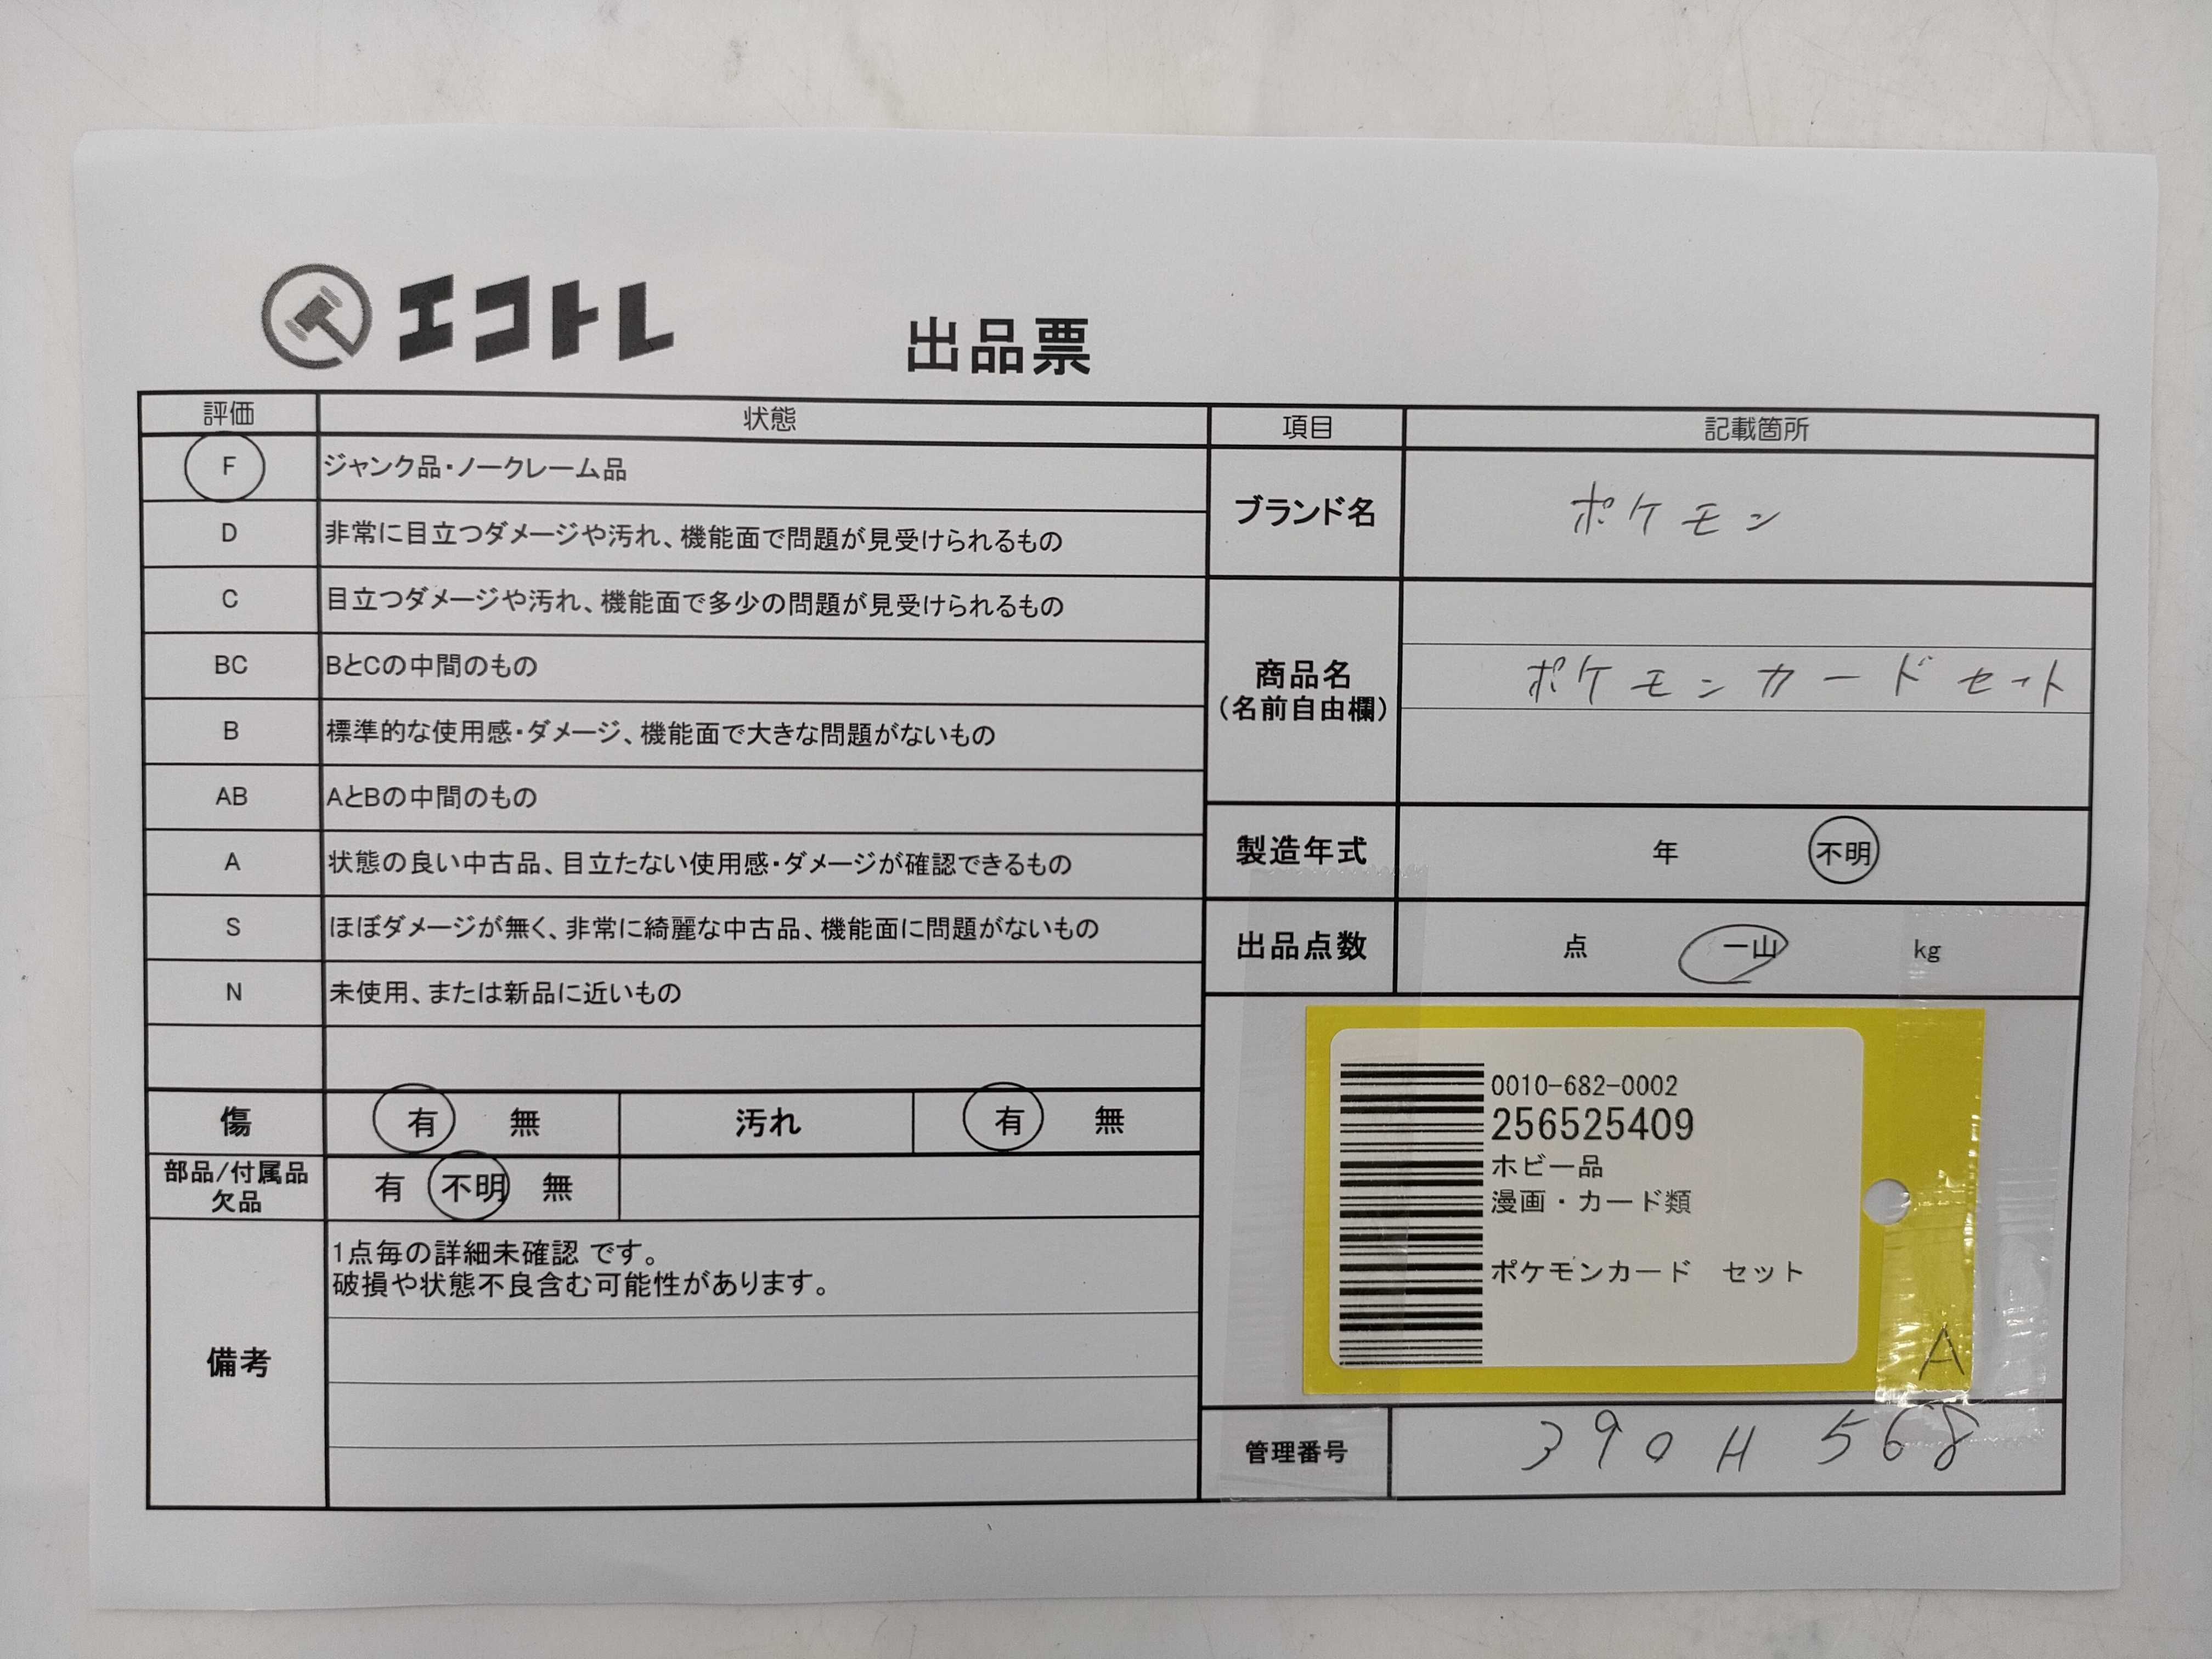 エコトレ
出品票
評価 状態
F ジャンク品・ノークレーム品
D 非常に目立つダメージや汚れ、機能面で問題が見受けられるもの
C 目立つダメージや汚れ、機能面で多少の問題が見受けられるもの
BC BとCの中間のもの
B 標準的な使用感・ダメージ、機能面で大きな問題がないもの
AB AとBの中間のもの
A 状態の良い中古品、目立たない使用感・ダメージが確認できるもの
S ほぼダメージが無く、非常に綺麗な中古品、機能面に問題がないもの
N 未使用、または新品に近いもの
傷 有 無 汚れ 有 無
部品/付属品
欠品 有 不明 無
備考
1点毎の詳細未確認 です。
破損や状態不良含む可能性があります。
項目 記載箇所
ブランド名 ポケモン
商品名
(名前自由欄)
ポケモンカードセット
製造年式 年 不明
出品点数 点 一山 kg
0010-682-0002
256525409
ホビー品
漫画・カード類
ポケモンカード セット
A
管理番号 390H 568